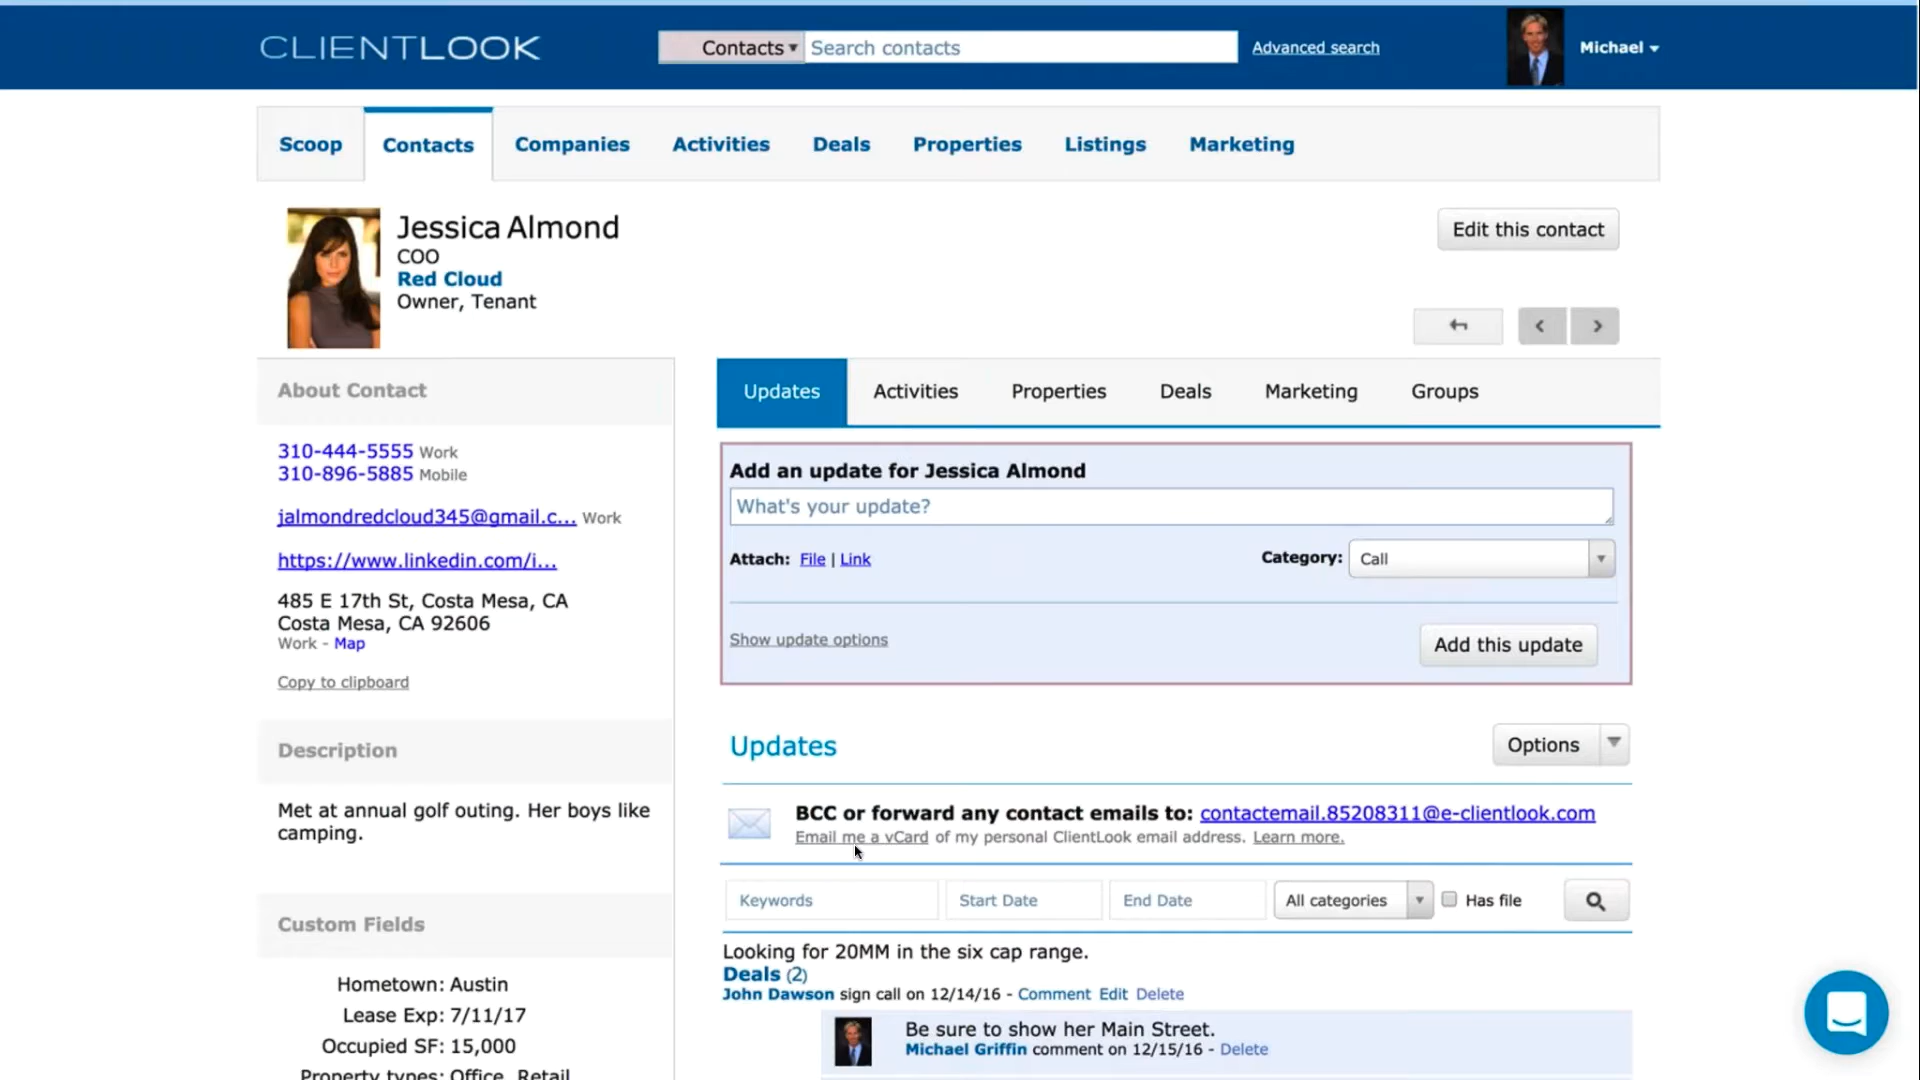 CLIENTLOOK
Contacts
Search contacts
Advanced search
Michael
Scoop
Contacts
Companies
Activities
Deals
Properties
Listings
Marketing
Jessica Almond
COO
Red Cloud
Owner, Tenant
Edit this contact
About Contact
310-444-5555 Work
310-896-5885 Mobile
jalmondredcloud345@gmail.c... Work
https://www.linkedin.com/i...
485 E 17th St, Costa Mesa, CA
Costa Mesa, CA 92606
Work - Map
Copy to clipboard
Description
Met at annual golf outing. Her boys like
camping.
Custom Fields
Hometown: Austin
Lease Exp: 7/11/17
Occupied SF: 15,000
Property types: Office, Retail
Updates
Activities
Properties
Deals
Marketing
Groups
Add an update for Jessica Almond
What's your update?
Attach: File | Link
Category: Call
Show update options
Add this update
Updates
Options
BCC or forward any contact emails to: contactemail.85208311@e-clientlook.com
Email me a vCard of my personal ClientLook email address. Learn more.
Keywords
Start Date
End Date
All categories
Has file
Looking for 20MM in the six cap range.
Deals (2)
John Dawson sign call on 12/14/16 - Comment Edit Delete
Be sure to show her Main Street.
Michael Griffin comment on 12/15/16 - Delete